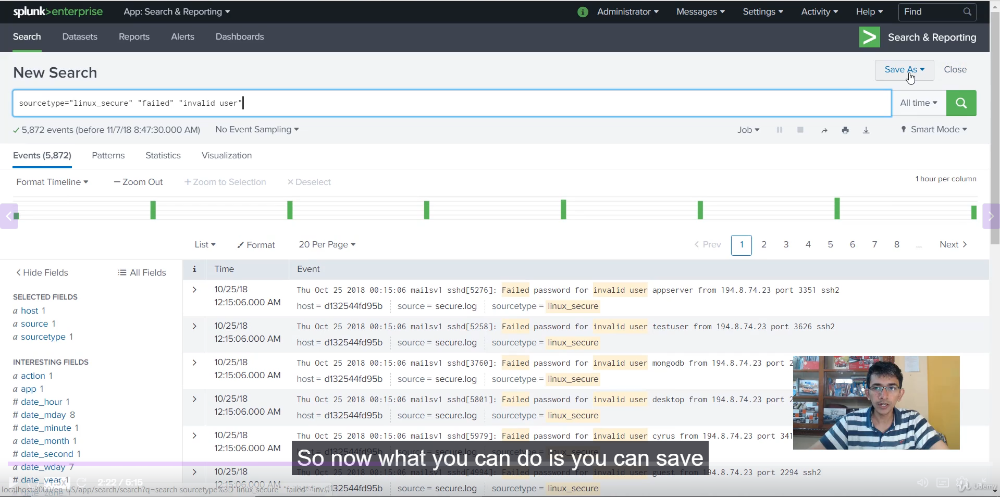 splunk>enterprise App: Search & Reporting i Administrator Messages Settings Activity Help Find
Search Datasets Reports Alerts Dashboards > Search & Reporting
New Search Save As Close
sourcetype="linux_secure" "failed" "invalid user" All time
5,872 events (before 11/7/18 8:47:30.000 AM) No Event Sampling Job Smart Mode
Events (5,872) Patterns Statistics Visualization
Format Timeline — Zoom Out + Zoom to Selection × Deselect 1 hour per column
List Format 20 Per Page < Prev 1 2 3 4 5 6 7 8 ... Next >
< Hide Fields All Fields i Time Event
SELECTED FIELDS
a host 1
a source 1
a sourcetype 1
INTERESTING FIELDS
a action 1
a app 1
# date_hour 1
# date_mday 8
# date_minute 1
a date_month 1
# date_second 1
a date_wday 7
# date_year 1
# date_zone 1
> 10/25/18 Thu Oct 25 2018 00:15:06 mailsv1 sshd[5276]: Failed password for invalid user appserver from 194.8.74.23 port 3351 ssh2
12:15:06.000 AM host = d132544fd95b source = secure.log sourcetype = linux_secure
> 10/25/18 Thu Oct 25 2018 00:15:06 mailsv1 sshd[5258]: Failed password for invalid user testuser from 194.8.74.23 port 3626 ssh2
12:15:06.000 AM host = d132544fd95b source = secure.log sourcetype = linux_secure
> 10/25/18 Thu Oct 25 2018 00:15:06 mailsv1 sshd[3760]: Failed password for invalid user mongodb from 194.8.74.23 port 2
12:15:06.000 AM host = d132544fd95b source = secure.log sourcetype = linux_secure
> 10/25/18 Thu Oct 25 2018 00:15:06 mailsv1 sshd[5801]: Failed password for invalid user desktop from 194.8.74.23 port 2
12:15:06.000 AM host = d132544fd95b source = secure.log sourcetype = linux_secure
> 10/25/18 Thu Oct 25 2018 00:15:06 mailsv1 sshd[5979]: Failed password for invalid user cyrus from 194.8.74.23 port 341
12:15:06.000 AM host = d132544fd95b source = secure.log sourcetype = linux_secure
So now what you can do is you can save
> 10/25/18 Thu Oct 25 2018 00:15:06 mailsv1 sshd[4994]: Failed password for invalid user guest from 194.8.74.23 port 2294 ssh2
12:15:06.000 AM 32544fd95b source = secure.log sourcetype = linux_secure
1.5x 2:22 / 6:15
localhost:8000/en-US/app/search/search?q=search sourcetype%3D"linux_secure" "failed" "inv...
Udemy